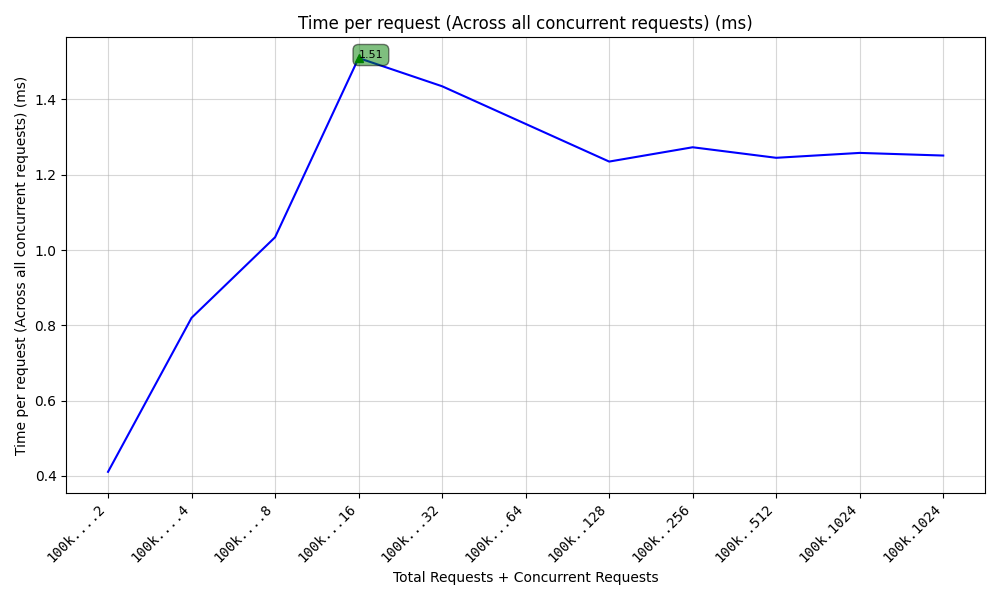 Time per request (Across all concurrent requests) (ms)
1.51
Time per request (Across all concurrent requests) (ms)
1.4
1.2
1.0
0.8
0.6
0.4
100k....2
100k....4
100k....8
100k...16
100k...32
100k...64
100k..128
100k..256
100k..512
100k.1024
100k.1024
Total Requests + Concurrent Requests